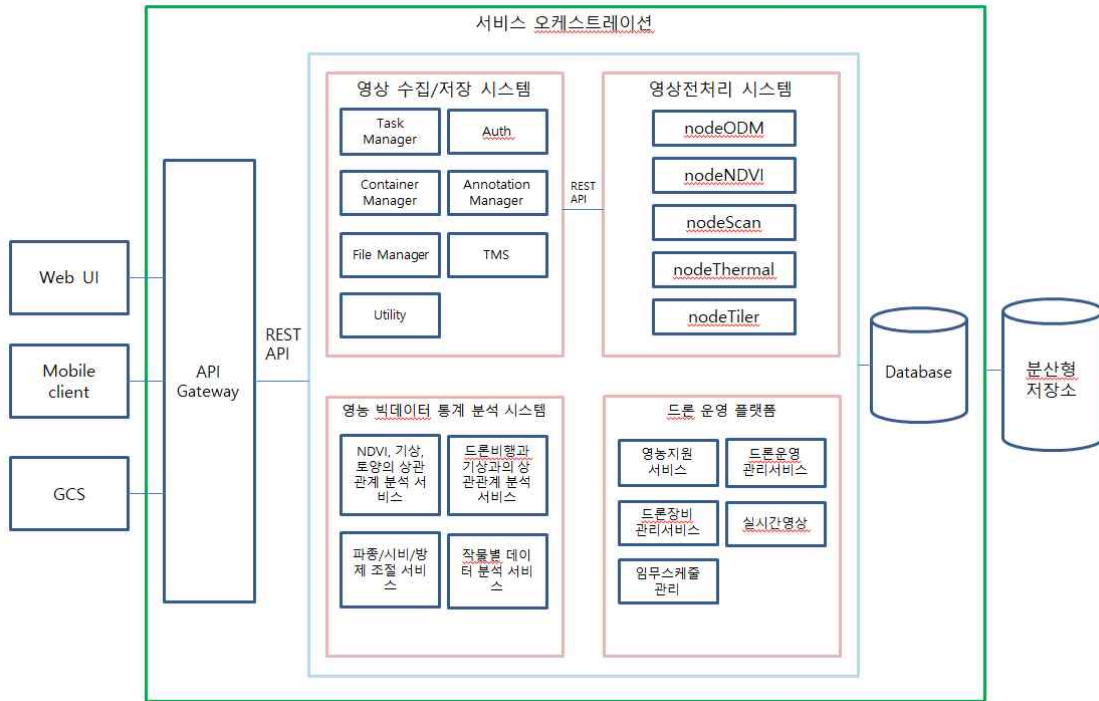 서비스 오케스트레이션
영상 수집/저장 시스템
Task
Manager
Auth
Container
Manager
Annotation
Manager
File Manager
TMS
Utility
REST
API
영상전처리 시스템
nodeODM
nodeNDVI
nodeScan
nodeThermal
nodeTiler
Web UI
Mobile
client
GCS
API
Gateway
REST
API
영농 빅데이터 통계 분석 시스템
NDVI, 기상,
토양의 상관
관계 분석 서
비스
드론비행과
기상과의 상
관관계 분석
서비스
파종/시비/방
제 조절 서비
스
작물별 데이
터 분석 서비
스
드론 운영 플랫폼
영농지원
서비스
드론운영
관리서비스
드론장비
관리서비스
실시간영상
임무스케줄
관리
Database
분산형
저장소